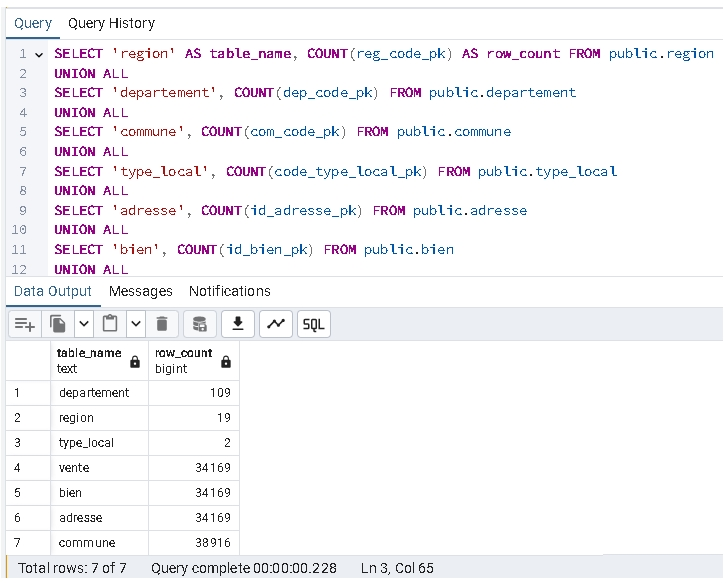 Query Query History
1 SELECT 'region' AS table_name, COUNT(reg_code_pk) AS row_count FROM public.region
2 UNION ALL
3 SELECT 'departement', COUNT(dep_code_pk) FROM public.departement
4 UNION ALL
5 SELECT 'commune', COUNT(com_code_pk) FROM public.commune
6 UNION ALL
7 SELECT 'type_local', COUNT(code_type_local_pk) FROM public.type_local
8 UNION ALL
9 SELECT 'adresse', COUNT(id_adresse_pk) FROM public.adresse
10 UNION ALL
11 SELECT 'bien', COUNT(id_bien_pk) FROM public.bien
12 UNION ALL
Data Output Messages Notifications
SQL
table_name row_count
text bigint
1 departement 109
2 region 19
3 type_local 2
4 vente 34169
5 bien 34169
6 adresse 34169
7 commune 38916
Total rows: 7 of 7 Query complete 00:00:00.228 Ln 3, Col 65